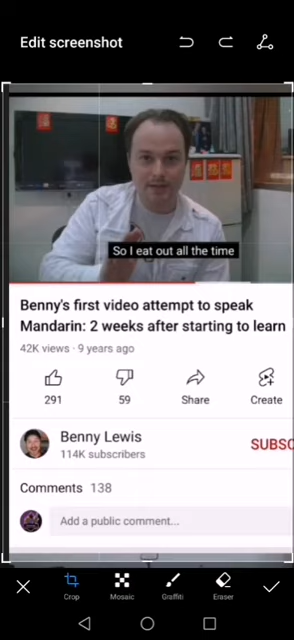 Edit screenshot
So I eat out all the time
Benny's first video attempt to speak
Mandarin: 2 weeks after starting to learn
42K views · 9 years ago
291
59
Share
Create
Benny Lewis
SUBSC
114K subscribers
Comments 138
Add a public comment...
Crop
Mosaic
Graffiti
Eraser